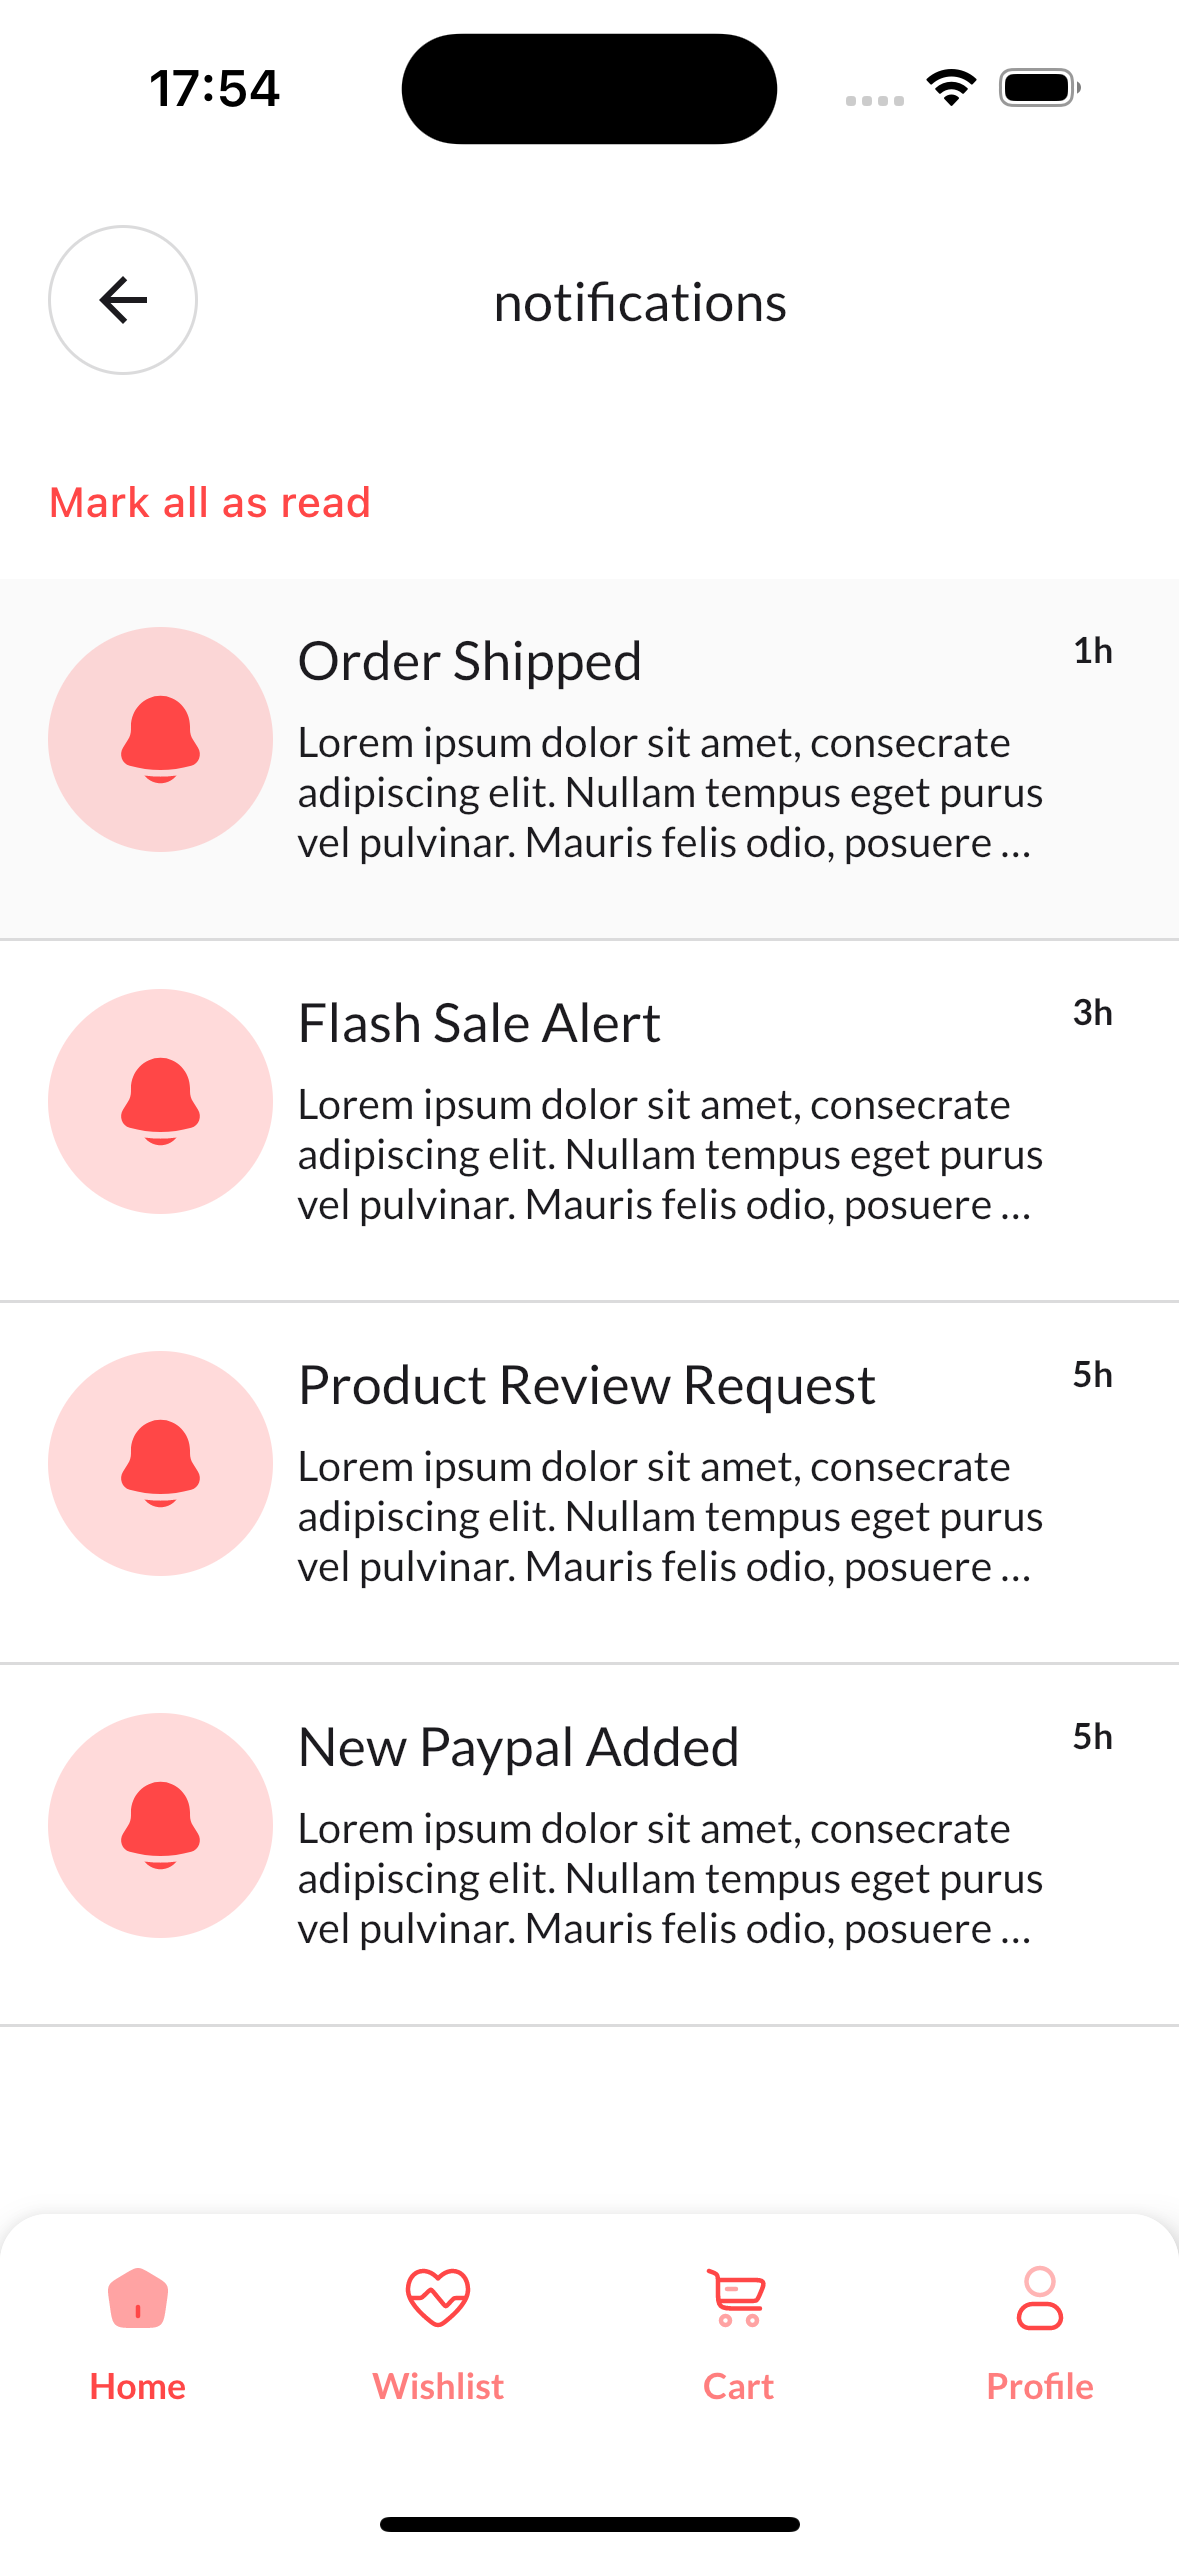 17:54
notifications
Mark all as read
Order Shipped
1h
Lorem ipsum dolor sit amet, consecrate
adipiscing elit. Nullam tempus eget purus
vel pulvinar. Mauris felis odio, posuere ...
Flash Sale Alert
3h
Lorem ipsum dolor sit amet, consecrate
adipiscing elit. Nullam tempus eget purus
vel pulvinar. Mauris felis odio, posuere ...
Product Review Request
5h
Lorem ipsum dolor sit amet, consecrate
adipiscing elit. Nullam tempus eget purus
vel pulvinar. Mauris felis odio, posuere ...
New Paypal Added
5h
Lorem ipsum dolor sit amet, consecrate
adipiscing elit. Nullam tempus eget purus
vel pulvinar. Mauris felis odio, posuere ...
Home
Wishlist
Cart
Profile